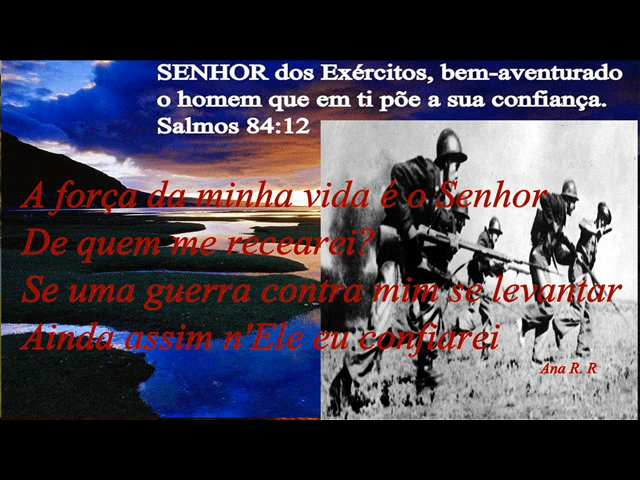 SENHOR dos Exércitos, bem-aventurado
o homem que em ti põe a sua confiança.
Salmos 84:12
A força da minha vida é o Senhor
De quem me recearei?
Se uma guerra contra mim se levantar
Ainda assim n'Ele eu confiarei
Ana R. R